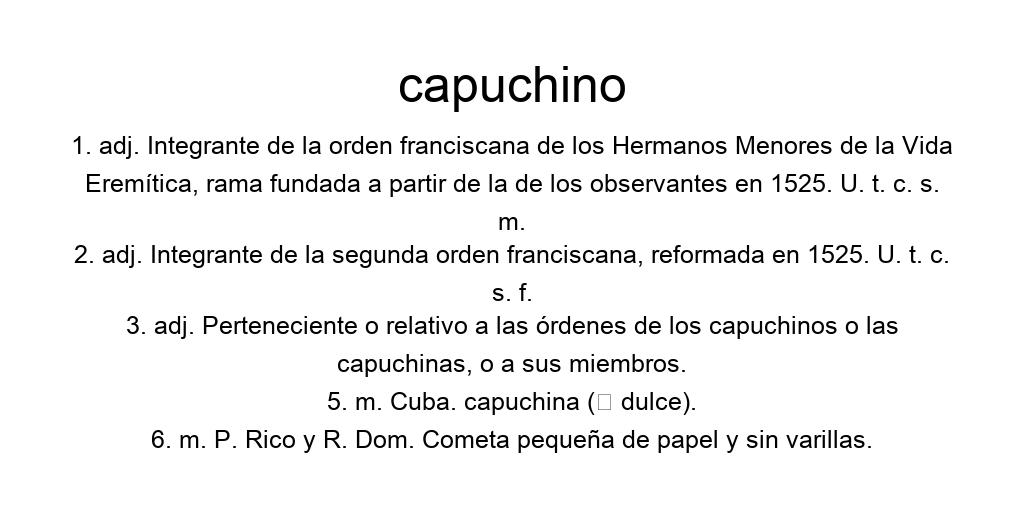 capuchino
1. adj. Integrante de la orden franciscana de los Hermanos Menores de la Vida
Eremítica, rama fundada a partir de la de los observantes en 1525. U. t. c. s.
m.
2. adj. Integrante de la segunda orden franciscana, reformada en 1525. U. t. c.
s. f.
3. adj. Perteneciente o relativo a las órdenes de los capuchinos o las
capuchinas, o a sus miembros.
5. m. Cuba. capuchina (▯ dulce).
6. m. P. Rico y R. Dom. Cometa pequeña de papel y sin varillas.